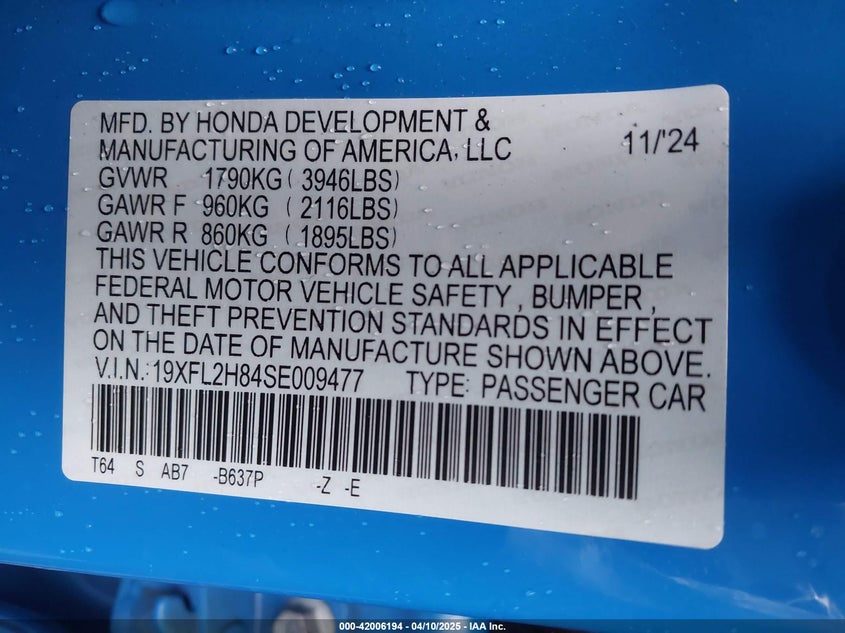 MFD. BY HONDA DEVELOPMENT &
MANUFACTURING OF AMERICA, LLC 11/'24
GVWR 1790KG ( 3946LBS)
GAWR F 960KG ( 2116LBS)
GAWR R 860KG ( 1895LBS)
THIS VEHICLE CONFORMS TO ALL APPLICABLE
FEDERAL MOTOR VEHICLE SAFETY , BUMPER ,
AND THEFT PREVENTION STANDARDS IN EFFECT
ON THE DATE OF MANUFACTURE SHOWN ABOVE.
V.I.N.: 19XFL2H84SE009477 TYPE: PASSENGER CAR
T64 S AB7 -B637P -Z -E
000-42006194 - 04/10/2025 - IAA Inc.